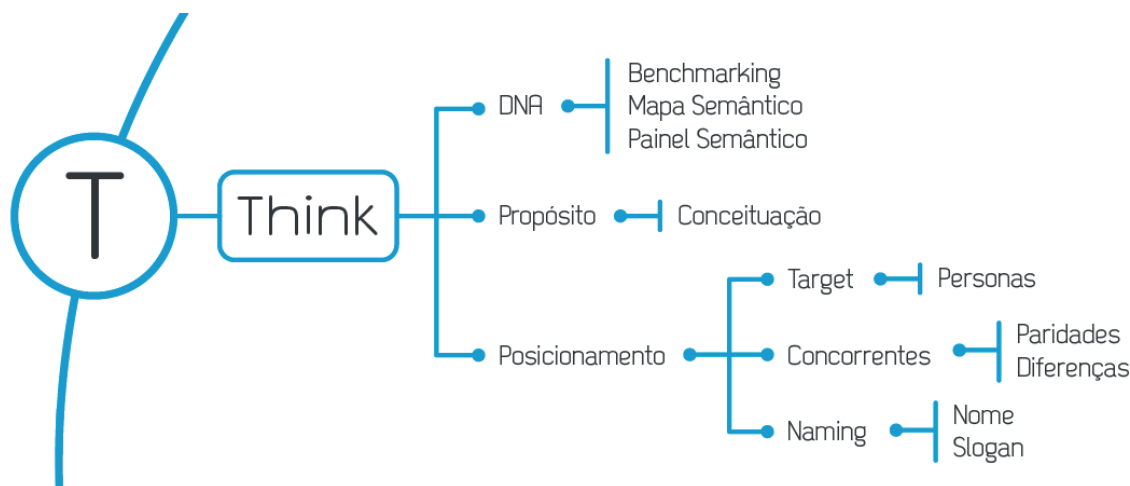 T
Think
DNA
Benchmarking
Mapa Semântico
Painel Semântico
Propósito
Conceituação
Posicionamento
Target
Personas
Concorrentes
Paridades
Diferenças
Naming
Nome
Slogan